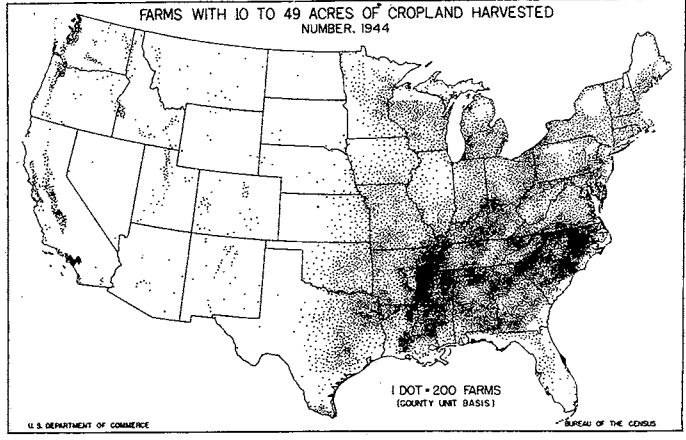 FARMS WITH 10 TO 49 ACRES OF CROPLAND HARVESTED
NUMBER, 1944
1 DOT = 200 FARMS
(COUNTY UNIT BASIS)
U. S. DEPARTMENT OF COMMERCE
BUREAU OF THE CENSUS